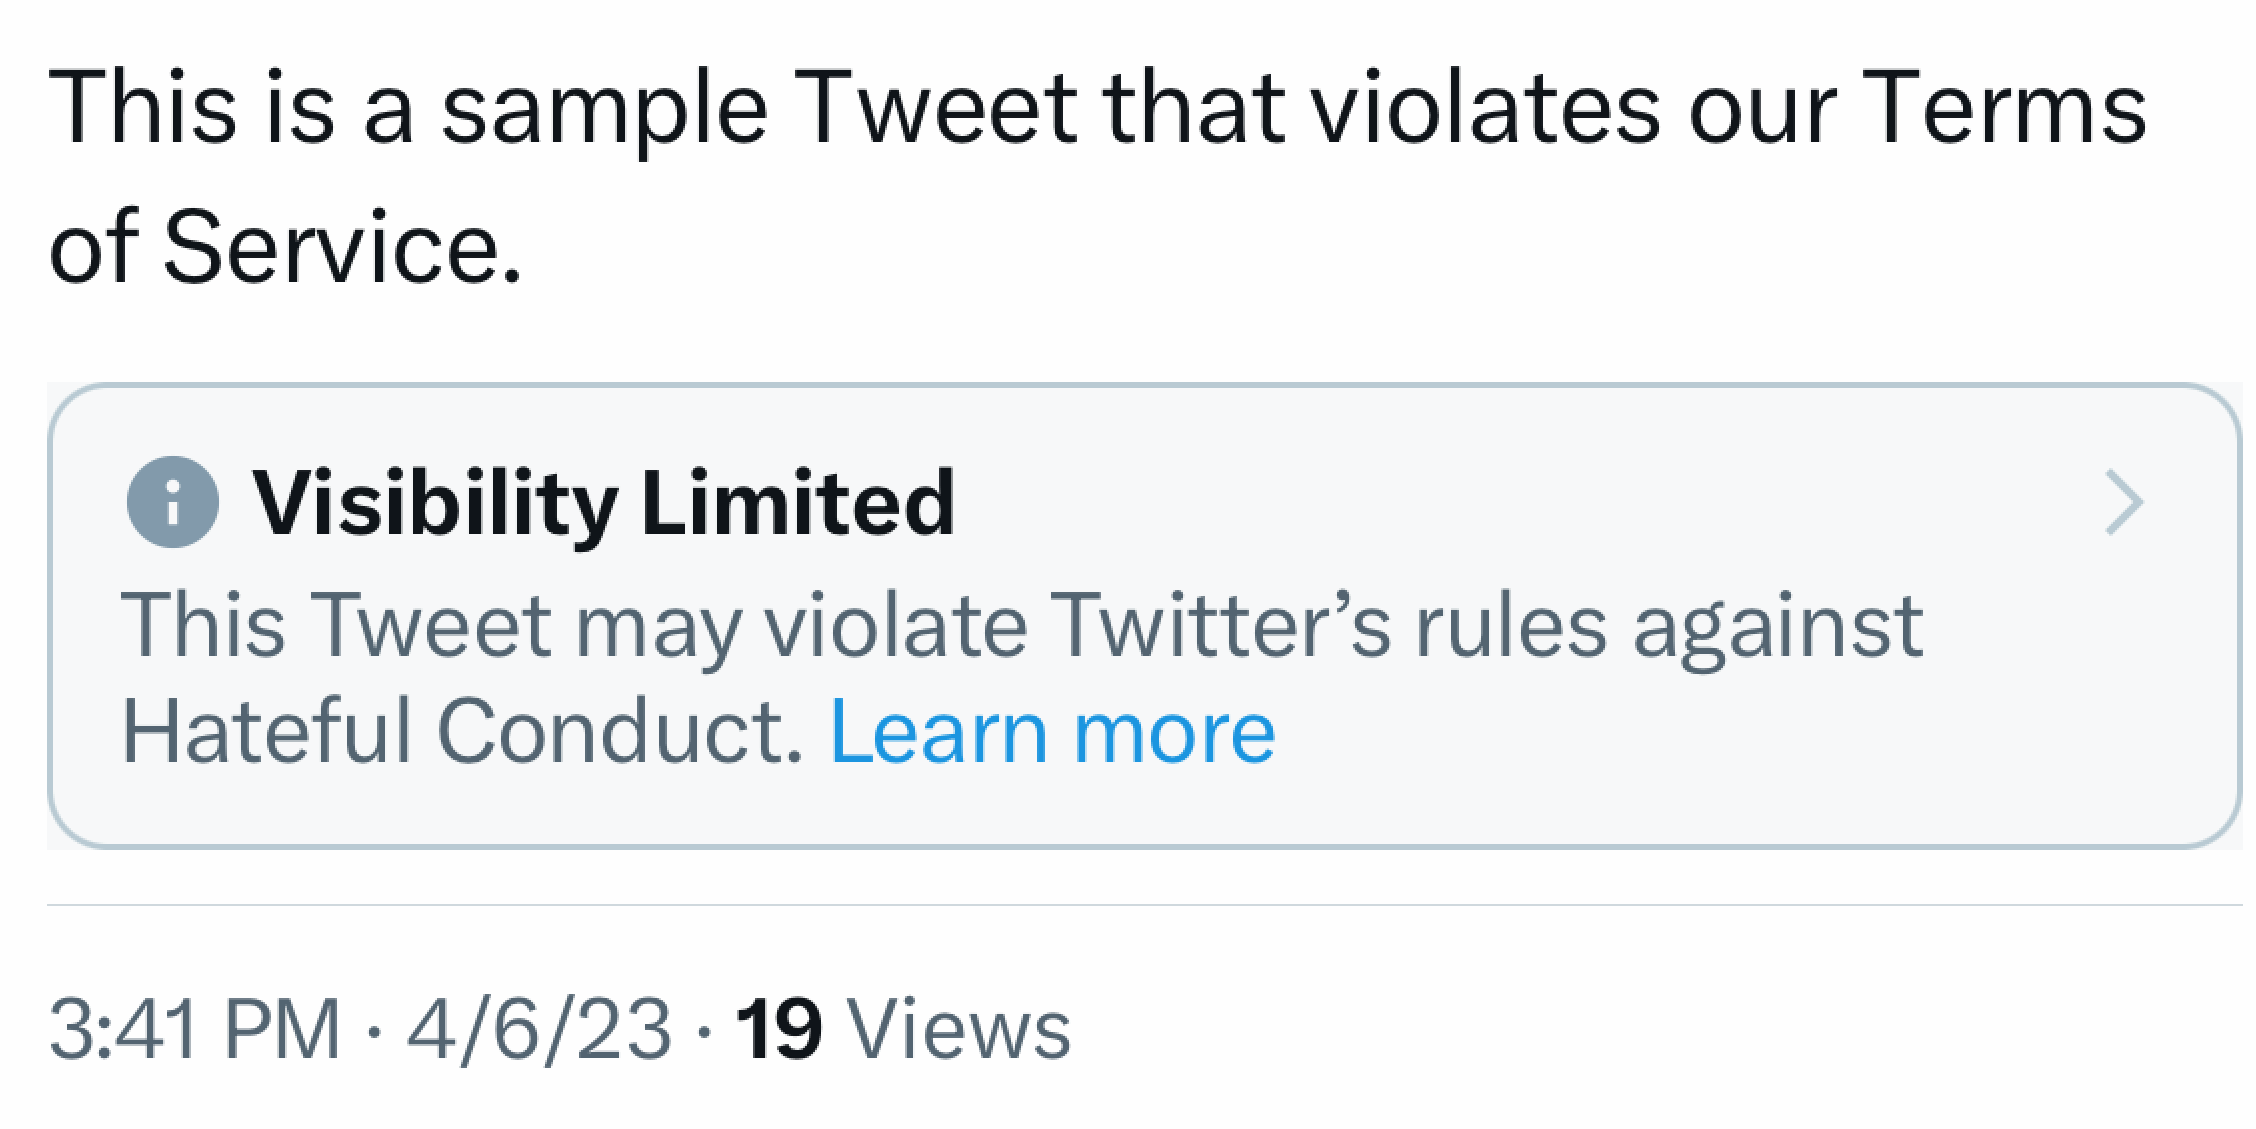 This is a sample Tweet that violates our Terms
of Service.
Visibility Limited
This Tweet may violate Twitter’s rules against
Hateful Conduct. Learn more
3:41 PM · 4/6/23 · 19 Views